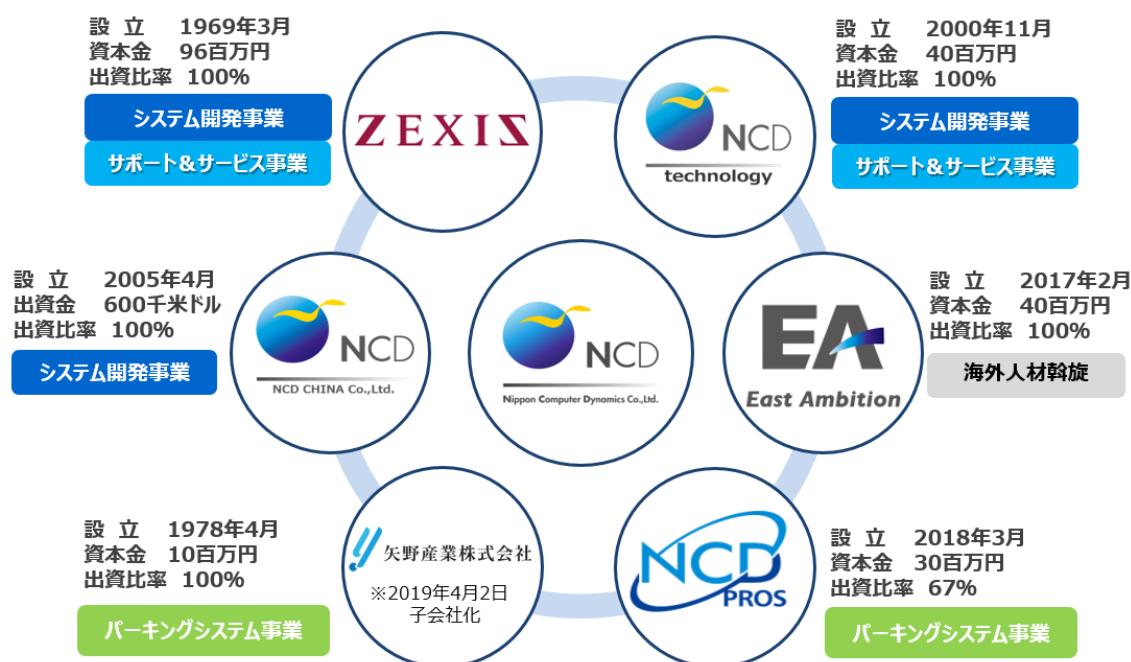 設 立 1969年3月
資本金 96百万円
出資比率 100%
システム開発事業
サポート&サービス事業
ZEXIS
NCD
technology
設 立 2000年11月
資本金 40百万円
出資比率 100%
システム開発事業
サポート&サービス事業
設 立 2005年4月
出資金 600千米ドル
出資比率 100%
システム開発事業
NCD
NCD CHINA Co.,Ltd.
NCD
Nippon Computer Dynamics Co.,Ltd.
EA
East Ambition
設 立 2017年2月
資本金 40百万円
出資比率 100%
海外人材斡旋
設 立 1978年4月
資本金 10百万円
出資比率 100%
パーキングシステム事業
矢野産業株式会社
※2019年4月2日
子会社化
NCD
PROS
設 立 2018年3月
資本金 30百万円
出資比率 67%
パーキングシステム事業